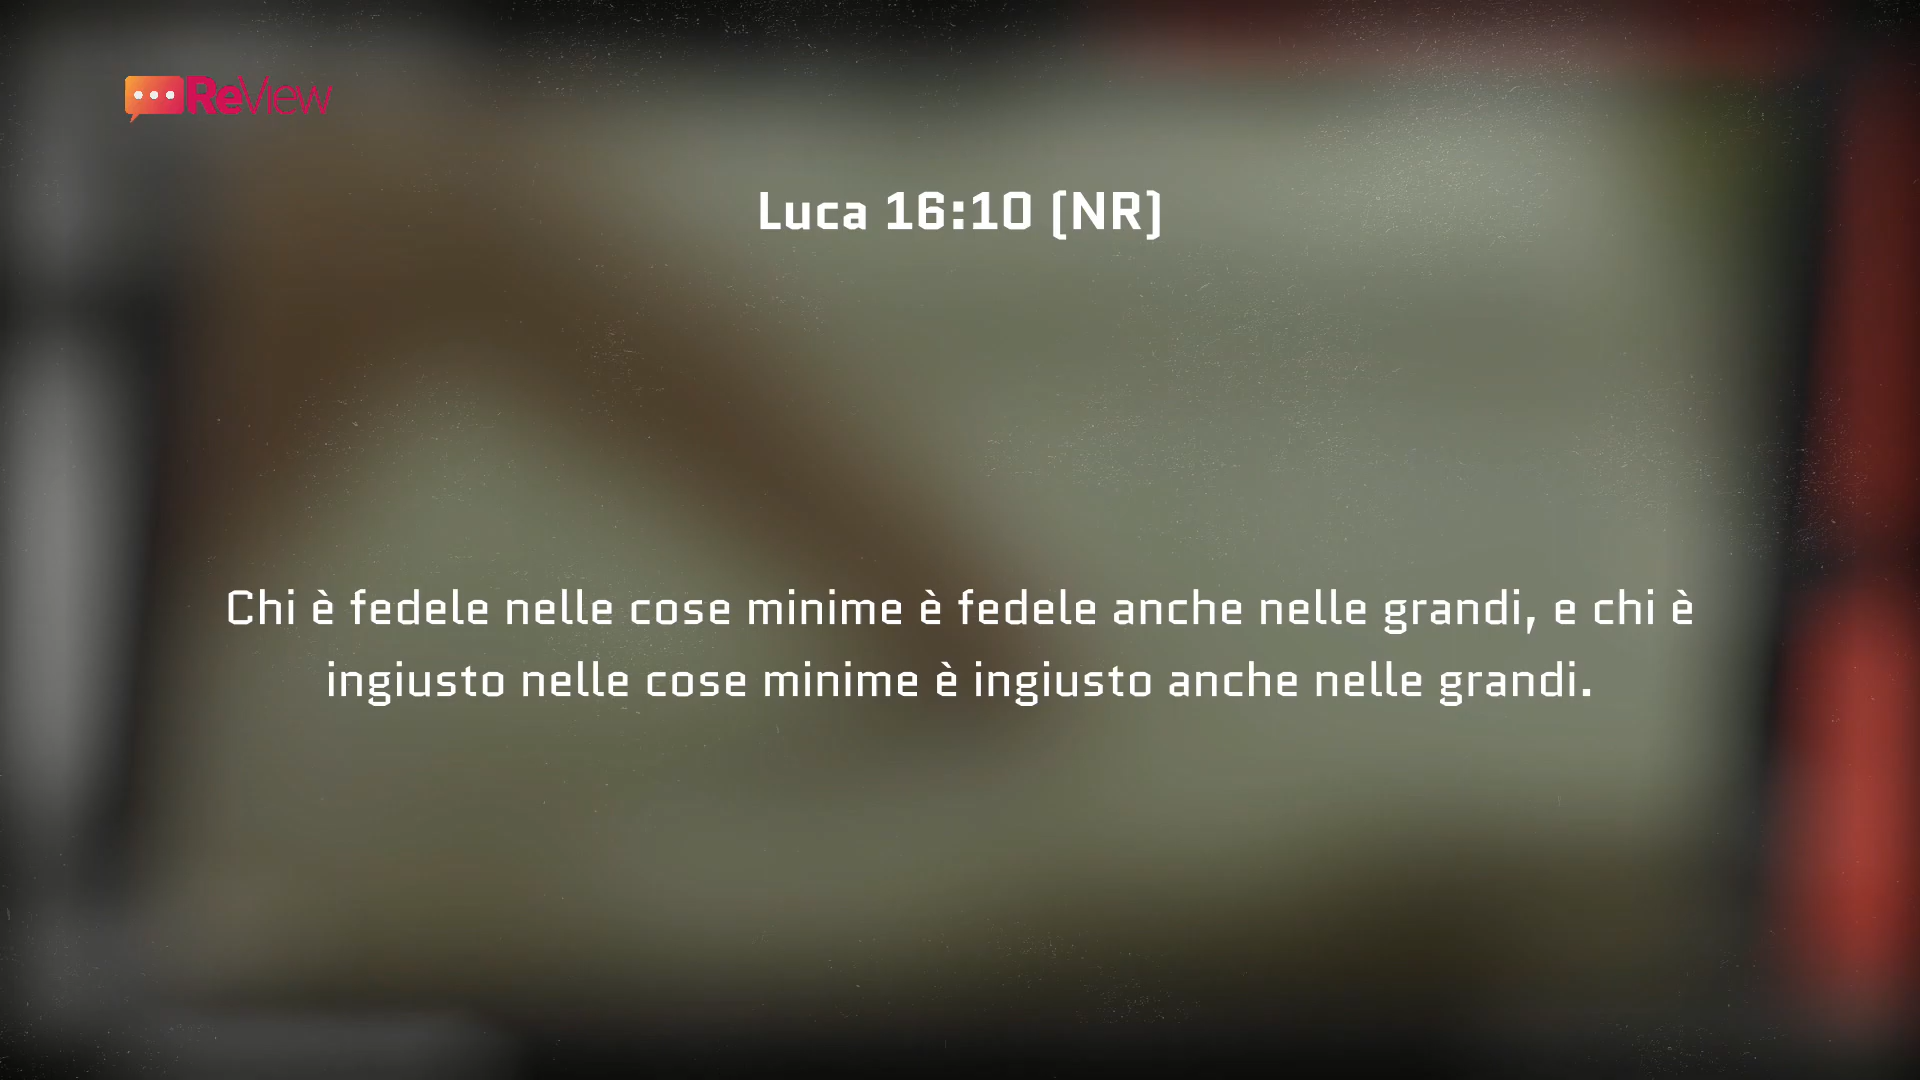 ReView
Luca 16:10 (NR)
Chi è fedele nelle cose minime è fedele anche nelle grandi, e chi è
ingiusto nelle cose minime è ingiusto anche nelle grandi.